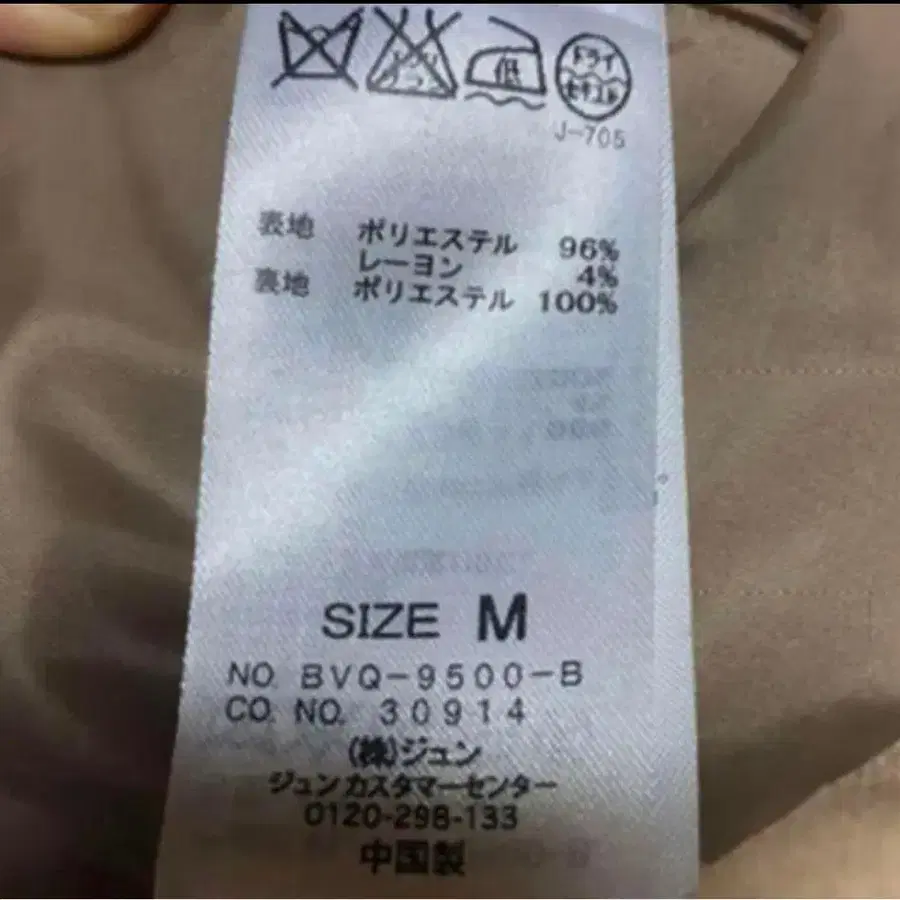 低 ドライ セキユ系
J-705
表地 ポリエステル 96%
レーヨン 4%
裏地 ポリエステル 100%
SIZE M
NO. BVQ-9500-B
CO. NO. 30914
(株)ジュン
ジュンカスタマーセンター
0120-298-133
中国製